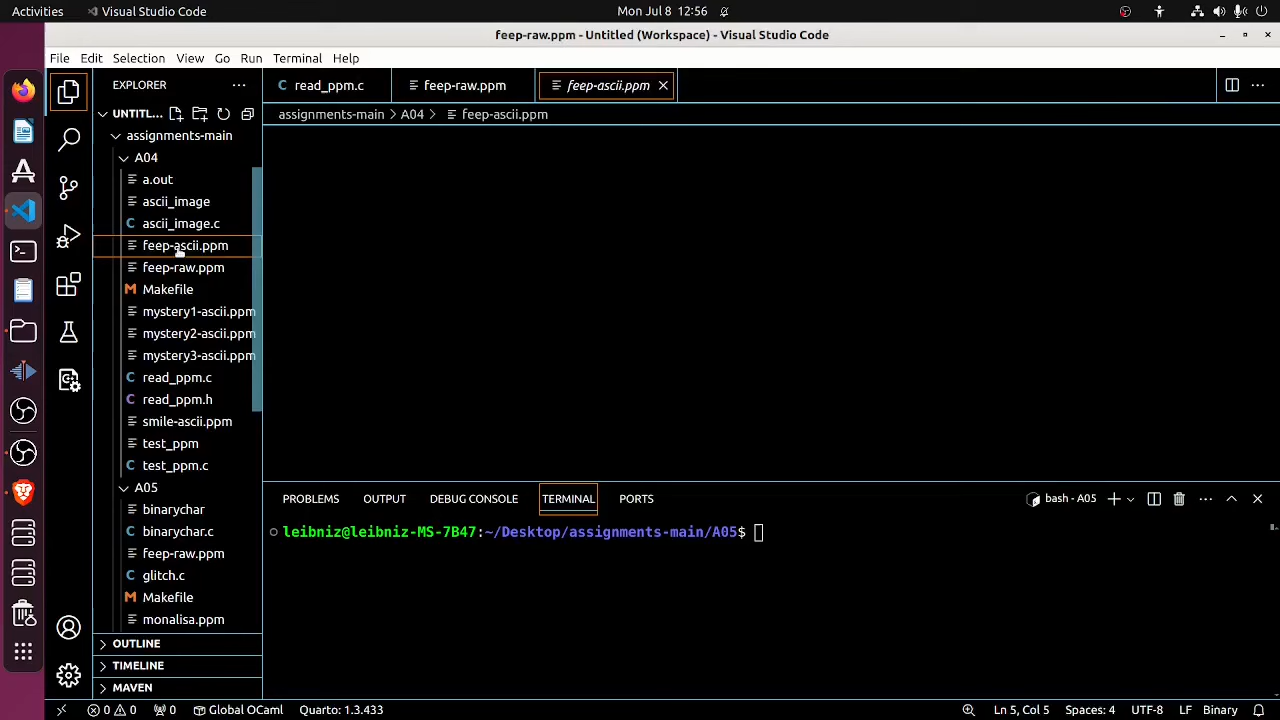 Activities
Visual Studio Code
Mon Jul 8 12:56
feep-raw.ppm - Untitled (Workspace) - Visual Studio Code
File Edit Selection View Go Run Terminal Help
EXPLORER
read_ppm.c
feep-raw.ppm
feep-ascii.ppm
UNTITL...
assignments-main
A04
feep-ascii.ppm
assignments-main
A04
a.out
ascii_image
ascii_image.c
feep-ascii.ppm
feep-raw.ppm
Makefile
mystery1-ascii.ppm
mystery2-ascii.ppm
mystery3-ascii.ppm
read_ppm.c
read_ppm.h
smile-ascii.ppm
test_ppm
test_ppm.c
A05
binarychar
binarychar.c
feep-raw.ppm
glitch.c
Makefile
monalisa.ppm
OUTLINE
TIMELINE
MAVEN
PROBLEMS OUTPUT DEBUG CONSOLE TERMINAL PORTS
bash - A05
leibniz@leibniz-MS-7B47:~/Desktop/assignments-main/A05$
0 0 0 Global OCaml Quarto: 1.3.433
Ln 5, Col 5 Spaces: 4 UTF-8 LF Binary